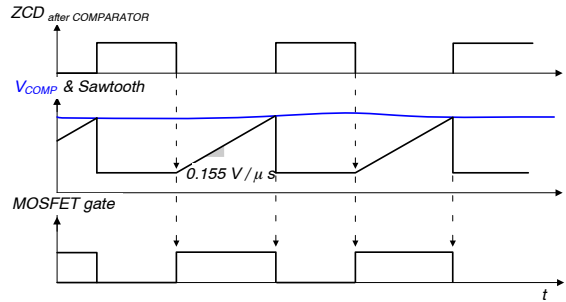 ZCD after COMPARATOR
VCOMP & Sawtooth
0.155 V / μ s
MOSFET gate
t